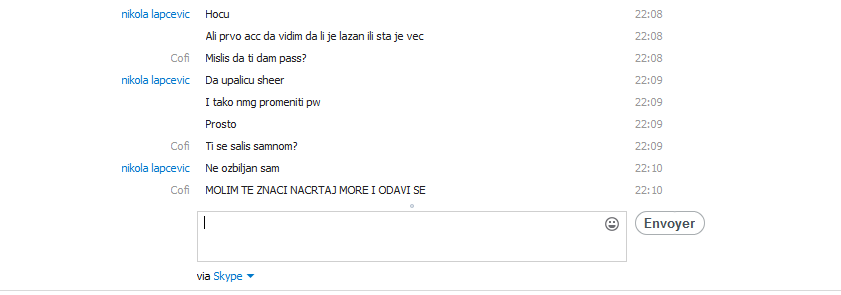 nikola lapcevic Hocu 22:08
Ali prvo acc da vidim da li je lazan ili sta je vec 22:08
Cofi Mislis da ti dam pass? 22:08
nikola lapcevic Da upalicu sheer 22:09
I tako nmg promeniti pw 22:09
Prosto 22:09
Cofi Ti se salis samnom? 22:09
nikola lapcevic Ne ozbiljan sam 22:10
Cofi MOLIM TE ZNACI NACRTAJ MORE I ODAVI SE 22:10
Envoyer
via Skype